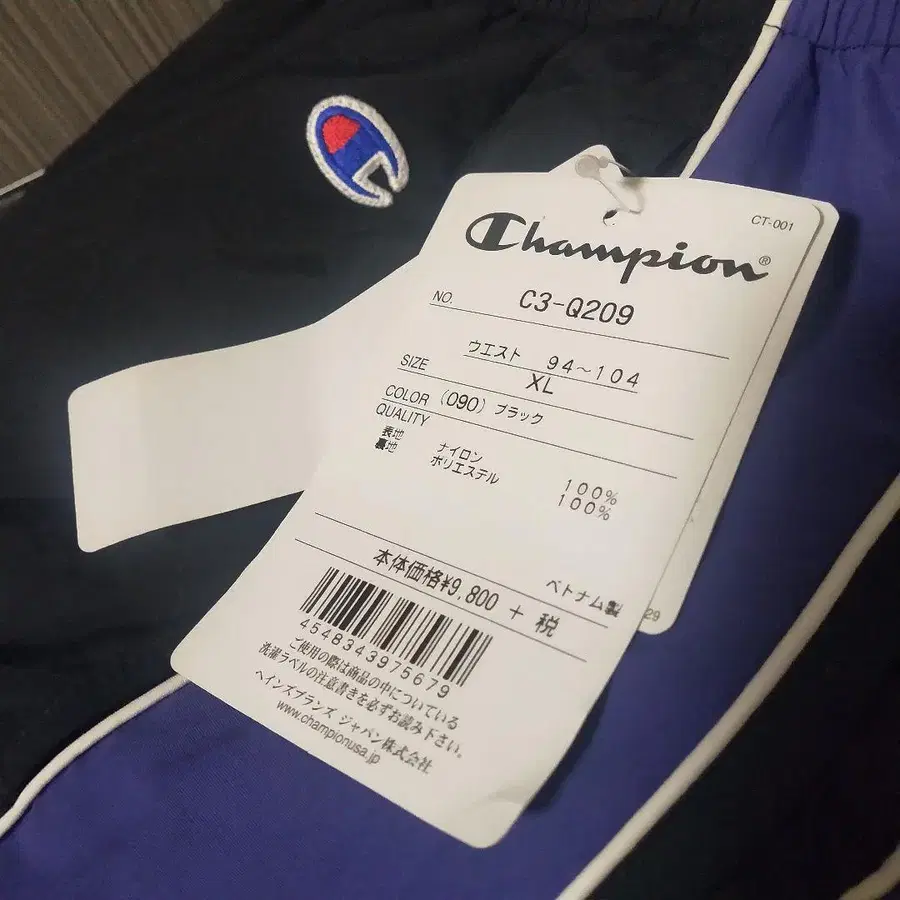 CT-001
Champion®
NO. C3-Q209
ウエスト 94～104
SIZE XL
COLOR (090) ブラック
QUALITY
表地 ナイロン 100%
裏地 ポリエステル 100%
ベトナム製
29
本体価格¥9,800 + 税
4548343975679
ご使用の際は商品の中についている
洗濯ラベルの注意書きを必ずお読み下さい。
ヘインズブランズ ジャパン株式会社
www.championusa.jp